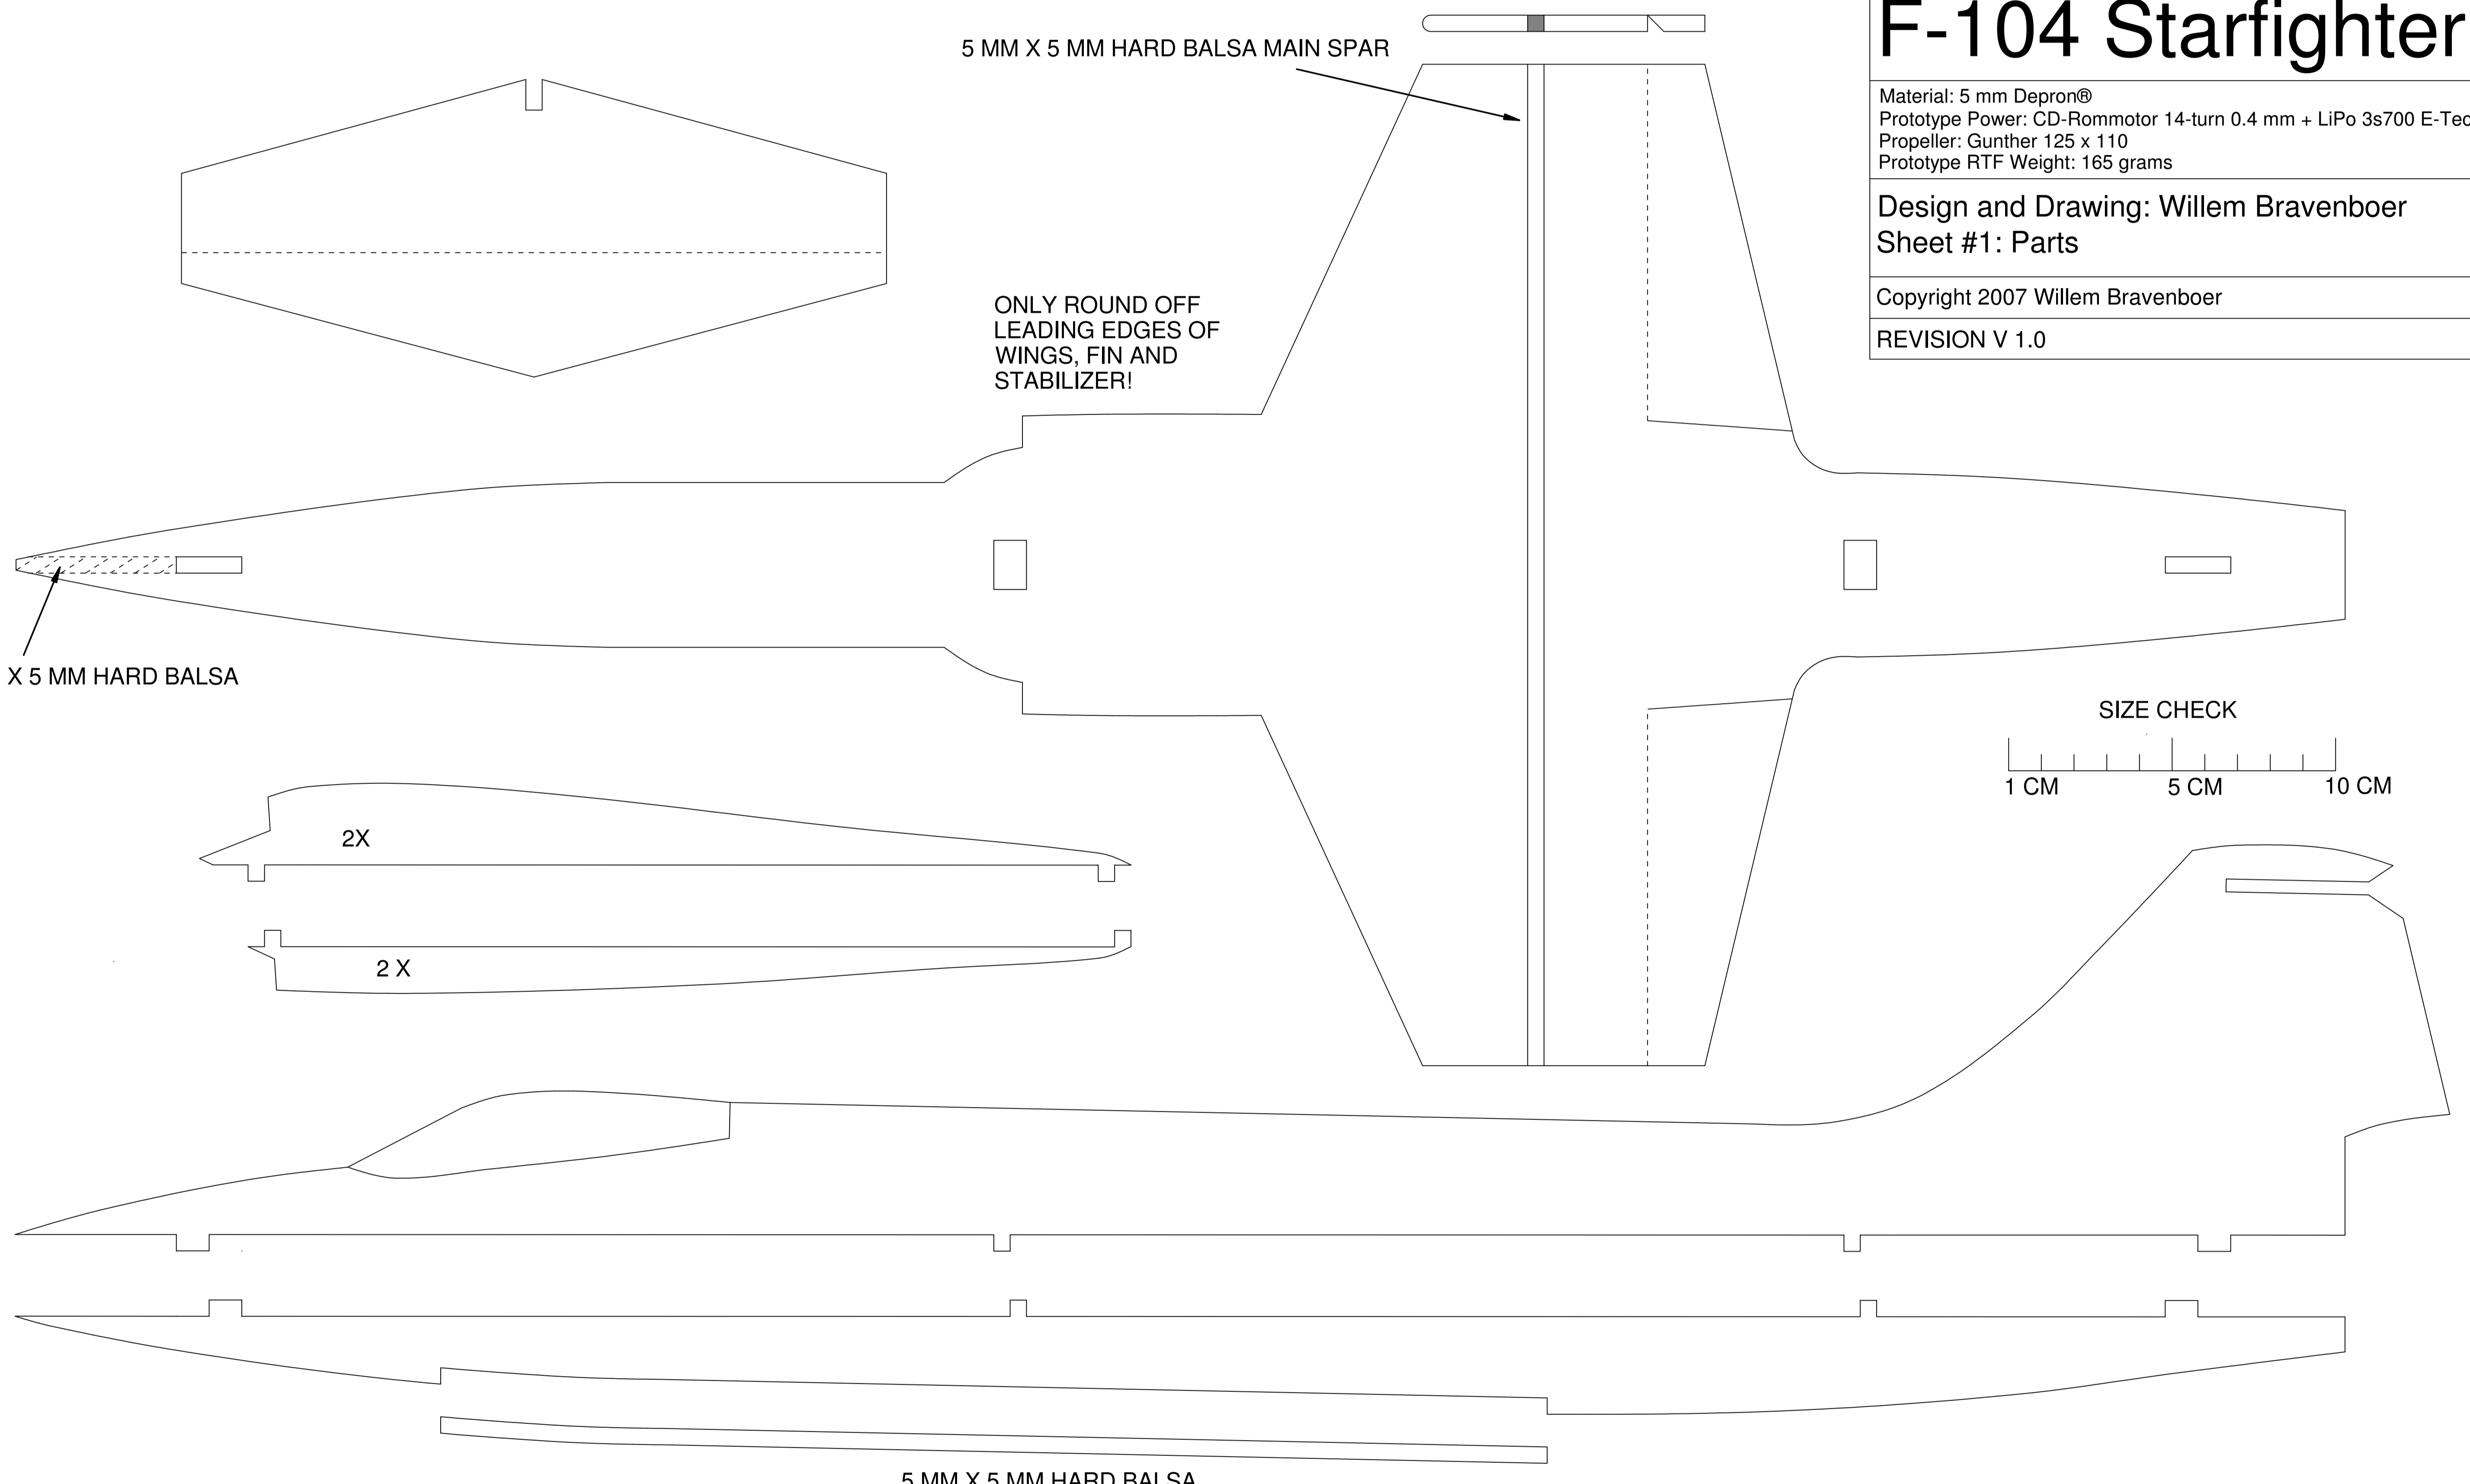 F-104 Starfighter
5 MM X 5 MM HARD BALSA MAIN SPAR
Material: 5 mm Depron®
Prototype Power: CD-Rommotor 14-turn 0.4 mm + LiPo 3s700 E-Tec
Propeller: Gunther 125 x 110
Prototype RTF Weight: 165 grams
Design and Drawing: Willem Bravenboer
Sheet #1: Parts
Copyright 2007 Willem Bravenboer
REVISION V 1.0
ONLY ROUND OFF
LEADING EDGES OF
WINGS, FIN AND
STABILIZER!
X 5 MM HARD BALSA
SIZE CHECK
1 CM 5 CM 10 CM
2X
2 X
5 MM X 5 MM HARD BALSA